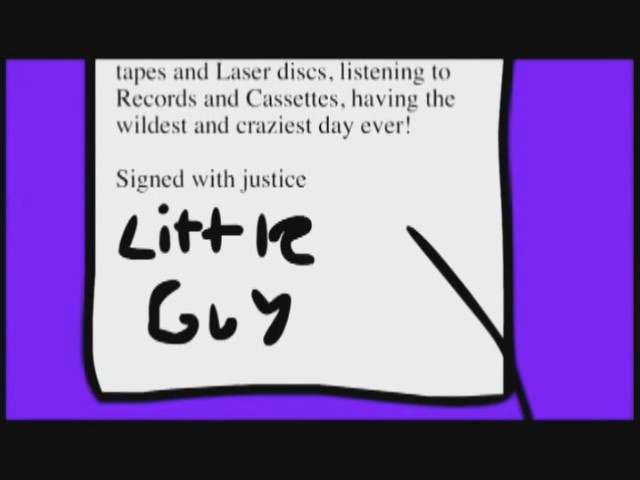 tapes and Laser discs, listening to
Records and Cassettes, having the
wildest and craziest day ever!
Signed with justice
Little
Guy